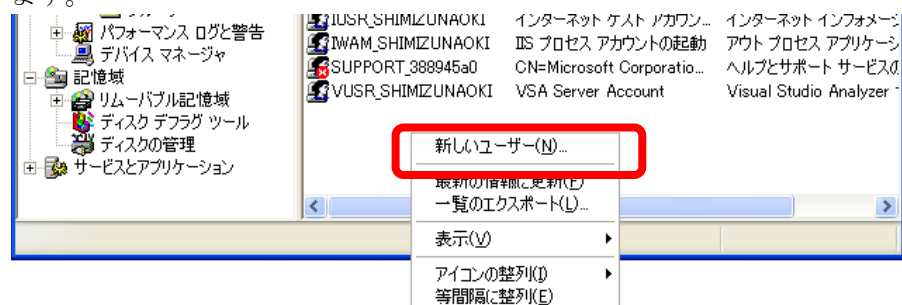 ます。
パフォーマンス ログと警告
デバイス マネージャ
記憶域
リムーバブル記憶域
ディスク デフラグ ツール
ディスクの管理
サービスとアプリケーション
IUSR_SHIMIZUNAOKI インターネット ゲスト アカウン... インターネット インフォメーシ
IWAM_SHIMIZUNAOKI IIS プロセス アカウントの起動 アウト プロセス アプリケーシ
SUPPORT_388945a0 CN=Microsoft Corporatio... ヘルプとサポート サービスの
VUSR_SHIMIZUNAOKI VSA Server Account Visual Studio Analyzer
新しいユーザー(N)...
最新の情報に更新(F)
一覧のエクスポート(L)...
表示(V)
アイコンの整列(I)
等間隔に整列(E)